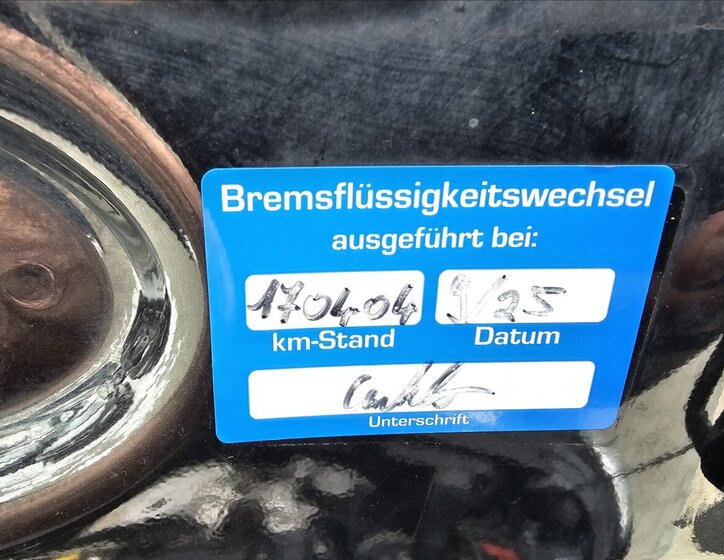 Bremsflüssigkeitswechsel
ausgeführt bei:
170404 9/25
km-Stand Datum
Unterschrift